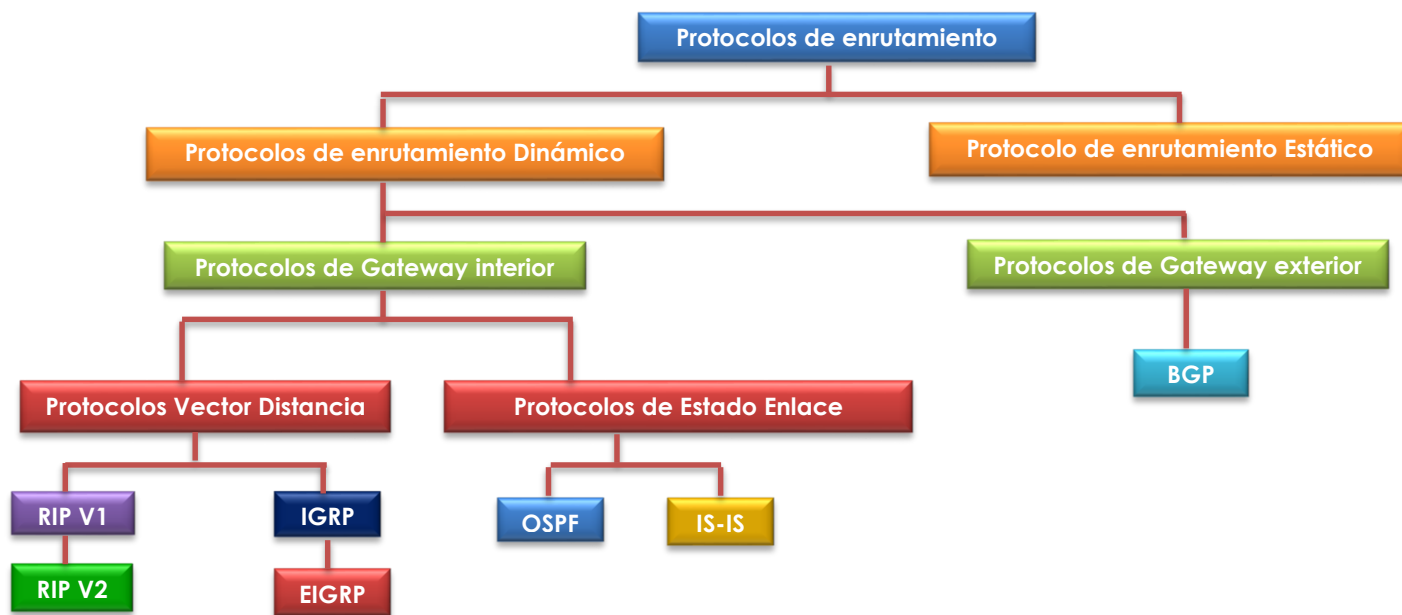 Protocolos de enrutamiento
Protocolos de enrutamiento Dinámico
Protocolo de enrutamiento Estático
Protocolos de Gateway interior
Protocolos de Gateway exterior
BGP
Protocolos Vector Distancia
Protocolos de Estado Enlace
RIP V1
IGRP
OSPF
IS-IS
RIP V2
EIGRP